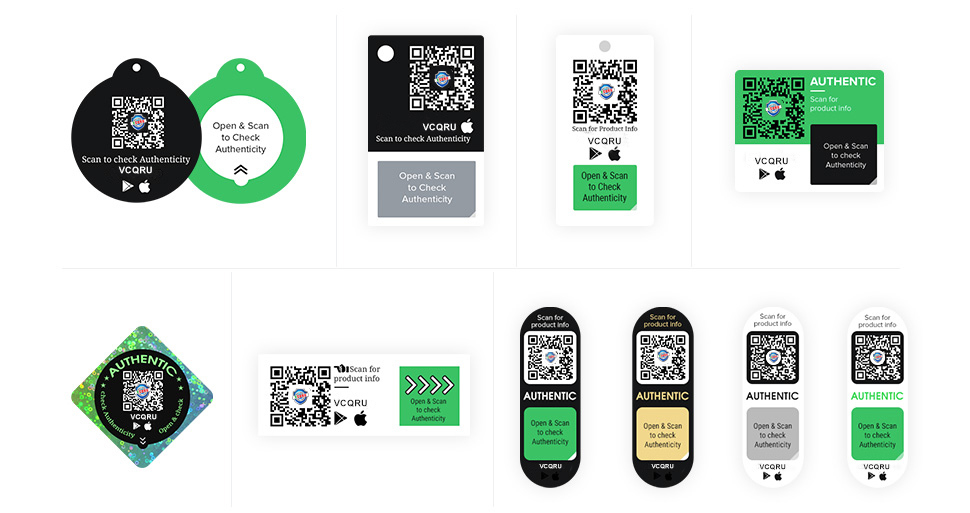 Scan to check Authenticity
VCQRU
Open & Scan
to Check
Authenticity
VCQRU
Scan to check Authenticity
Open & Scan
to Check
Authenticity
Scan for Product Info
VCQRU
Open & Scan
to Check
Authenticity
AUTHENTIC
Scan for
product info
VCQRU
Open & Scan
to check
Authenticity
AUTHENTIC
VCQRU
check Authenticity
Open & check
Scan for
product info
VCQRU
Open & Scan
to check
Authenticity
Scan for
product info
AUTHENTIC
Open & Scan
to check
Authenticity
VCQRU
Scan for
product info
AUTHENTIC
Open & Scan
to check
Authenticity
VCQRU
Scan for
product info
AUTHENTIC
Open & Scan
to check
Authenticity
VCQRU
Scan for
product info
AUTHENTIC
Open & Scan
to check
Authenticity
VCQRU